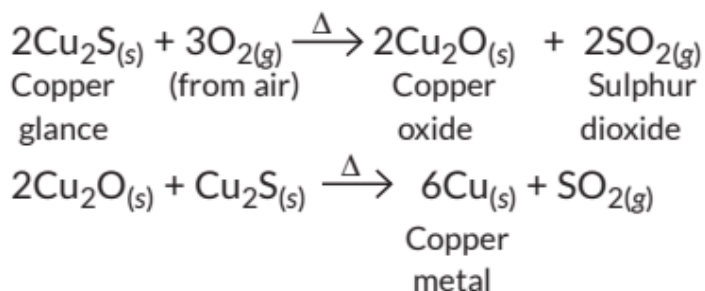 2Cu₂S(s) + 3O₂(g) Δ→ 2Cu₂O(s) + 2SO₂(g)
Copper (from air) Copper Sulphur
glance oxide dioxide
2Cu₂O(s) + Cu₂S(s) Δ→ 6Cu(s) + SO₂(g)
Copper
metal